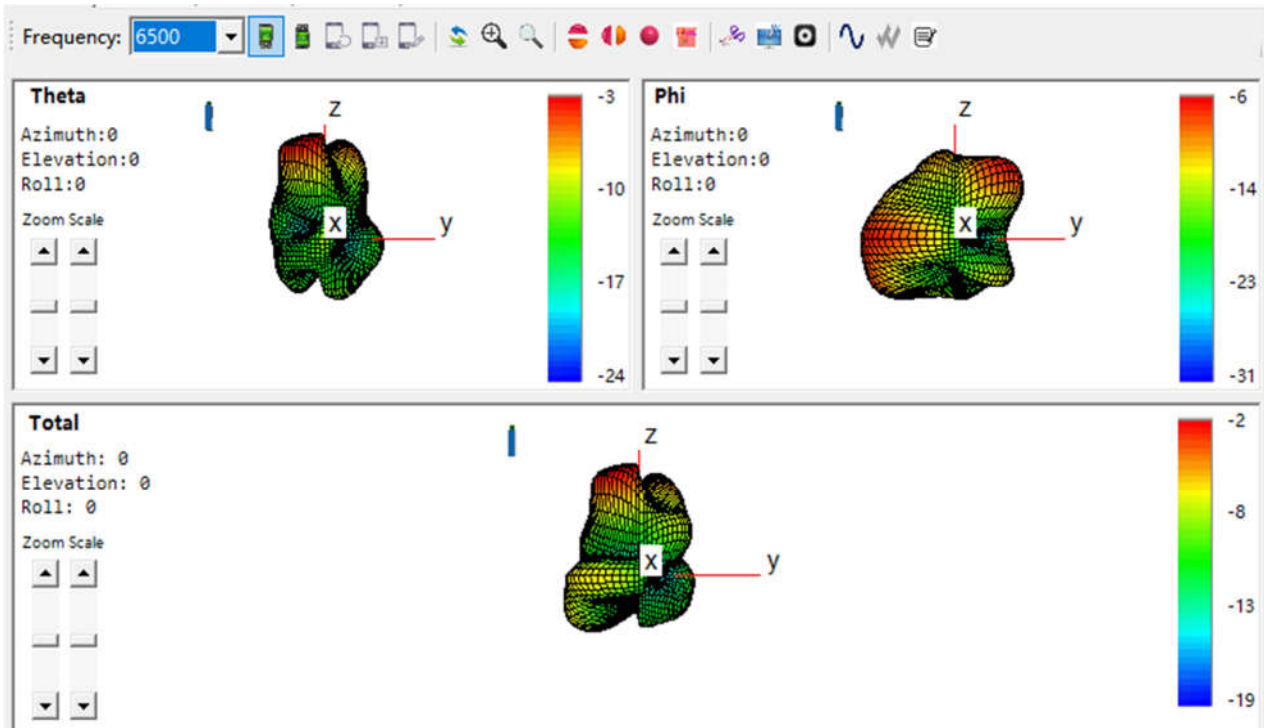 Frequency: 6500
Theta
Azimuth:0
Elevation:0
Roll:0
Zoom Scale
z
x
y
-3
-10
-17
-24
Phi
Azimuth:0
Elevation:0
Roll:0
Zoom Scale
z
x
y
-6
-14
-23
-31
Total
Azimuth: 0
Elevation: 0
Roll: 0
Zoom Scale
z
x
y
-2
-8
-13
-19